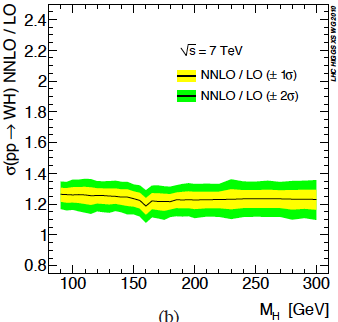 σ(pp → WH) NNLO / LO
LHC HIGGS XS WG 2010
2.4
2.2
2
1.8
1.6
1.4
1.2
1
0.8
√s = 7 TeV
NNLO / LO (± 1σ)
NNLO / LO (± 2σ)
100 150 200 250 300
M_H [GeV]
(b)